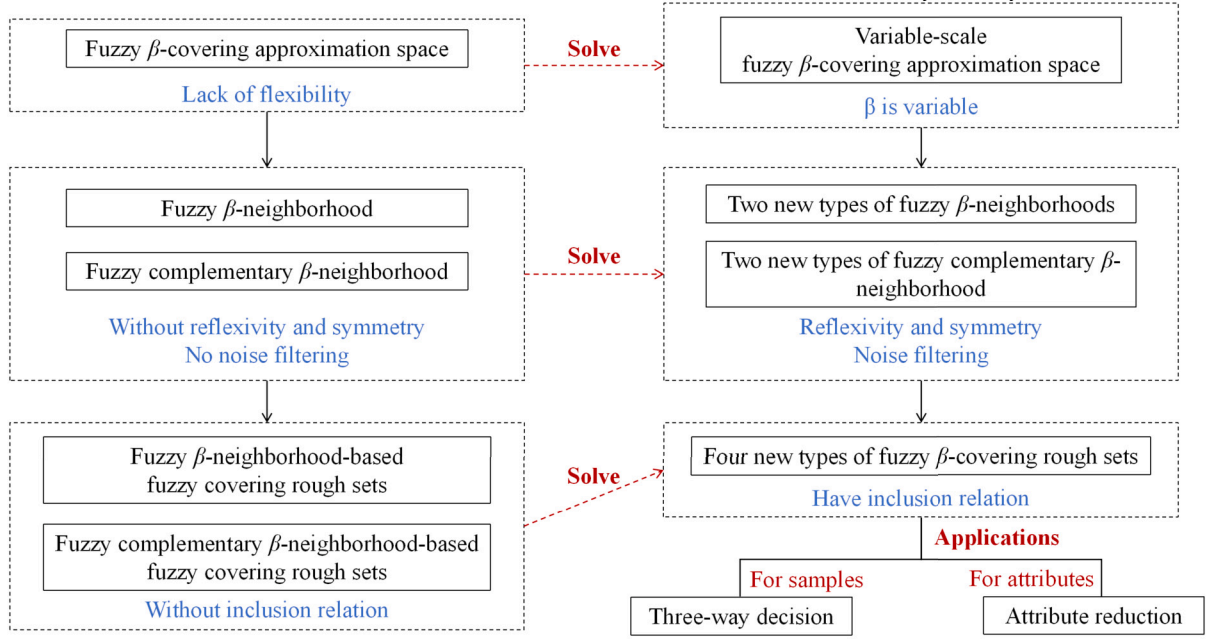 Fuzzy β-covering approximation space
Lack of flexibility
Solve
Variable-scale
fuzzy β-covering approximation space
β is variable
Fuzzy β-neighborhood
Fuzzy complementary β-neighborhood
Without reflexivity and symmetry
No noise filtering
Solve
Two new types of fuzzy β-neighborhoods
Two new types of fuzzy complementary β-
neighborhood
Reflexivity and symmetry
Noise filtering
Fuzzy β-neighborhood-based
fuzzy covering rough sets
Fuzzy complementary β-neighborhood-based
fuzzy covering rough sets
Without inclusion relation
Solve
Four new types of fuzzy β-covering rough sets
Have inclusion relation
Applications
For samples
For attributes
Three-way decision
Attribute reduction